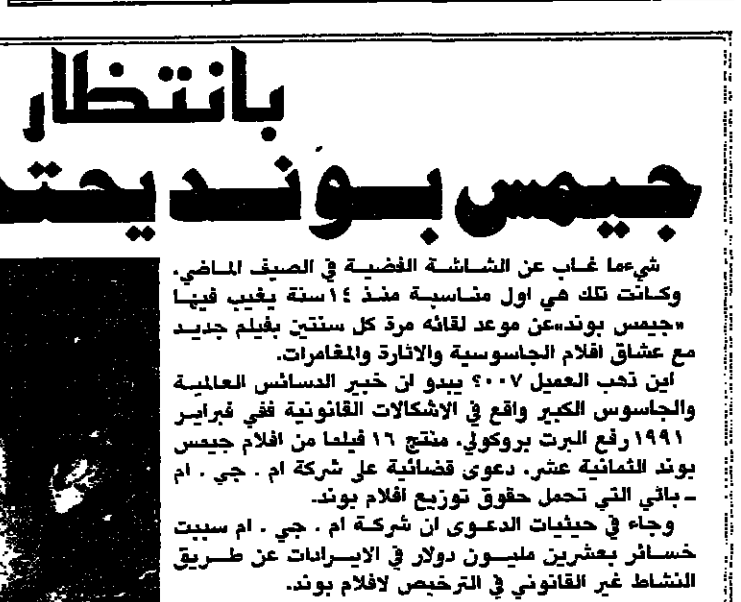 بانتظار
جيمس بوند يحتـ
شيءما غاب عن الشاشة الفضية في الصيف الماضي.
وكانت تلك هي اول مناسبة منذ ١٤ سنة يغيب فيها
«جيمس بوند»عن موعد لقائه مرة كل سنتين بفيلم جديد
مع عشاق افلام الجاسوسية والاثارة والمغامرات.
اين ذهب العميل ٠٠٧؟ يبدو ان خبير الدسائس العالمية
والجاسوس الكبير واقع في الاشكالات القانونية ففي فبراير
١٩٩١ رفع البرت بروكولي. منتج ١٦ فيلما من افلام جيمس
بوند الثمانية عشر. دعوى قضائية على شركة ام . جي . ام
ـ باثي التي تحمل حقوق توزيع افلام بوند.
وجاء في حيثيات الدعوى ان شركة ام . جي . ام سببت
خسائر بعشرين مليون دولار في الايرادات عن طريق
النشاط غير القانوني في الترخيص لافلام بوند.